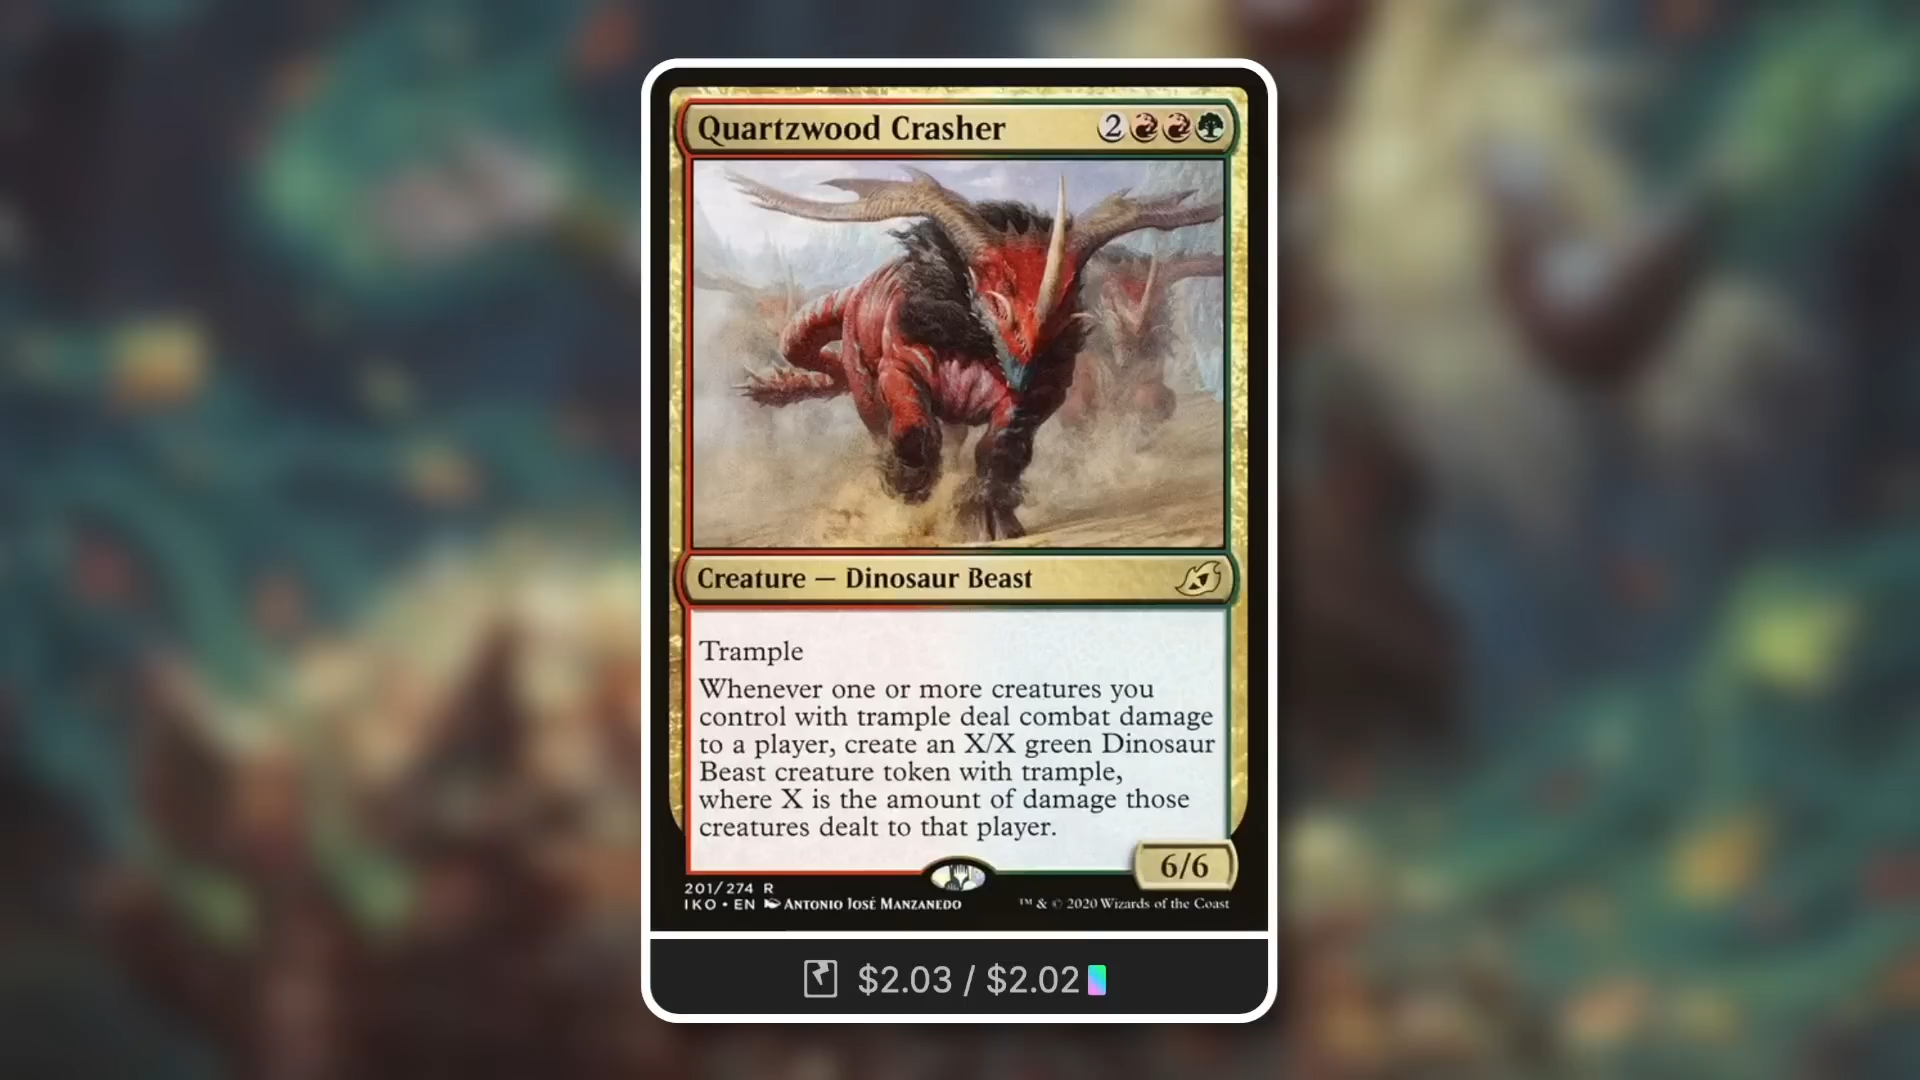 Quartzwood Crasher 2
Creature — Dinosaur Beast
Trample
Whenever one or more creatures you
control with trample deal combat damage
to a player, create an X/X green Dinosaur
Beast creature token with trample,
where X is the amount of damage those
creatures dealt to that player.
6/6
201/274 R
IKO • EN ANTONIO JOSÉ MANZANEDO
™ & © 2020 Wizards of the Coast
$2.03 / $2.02